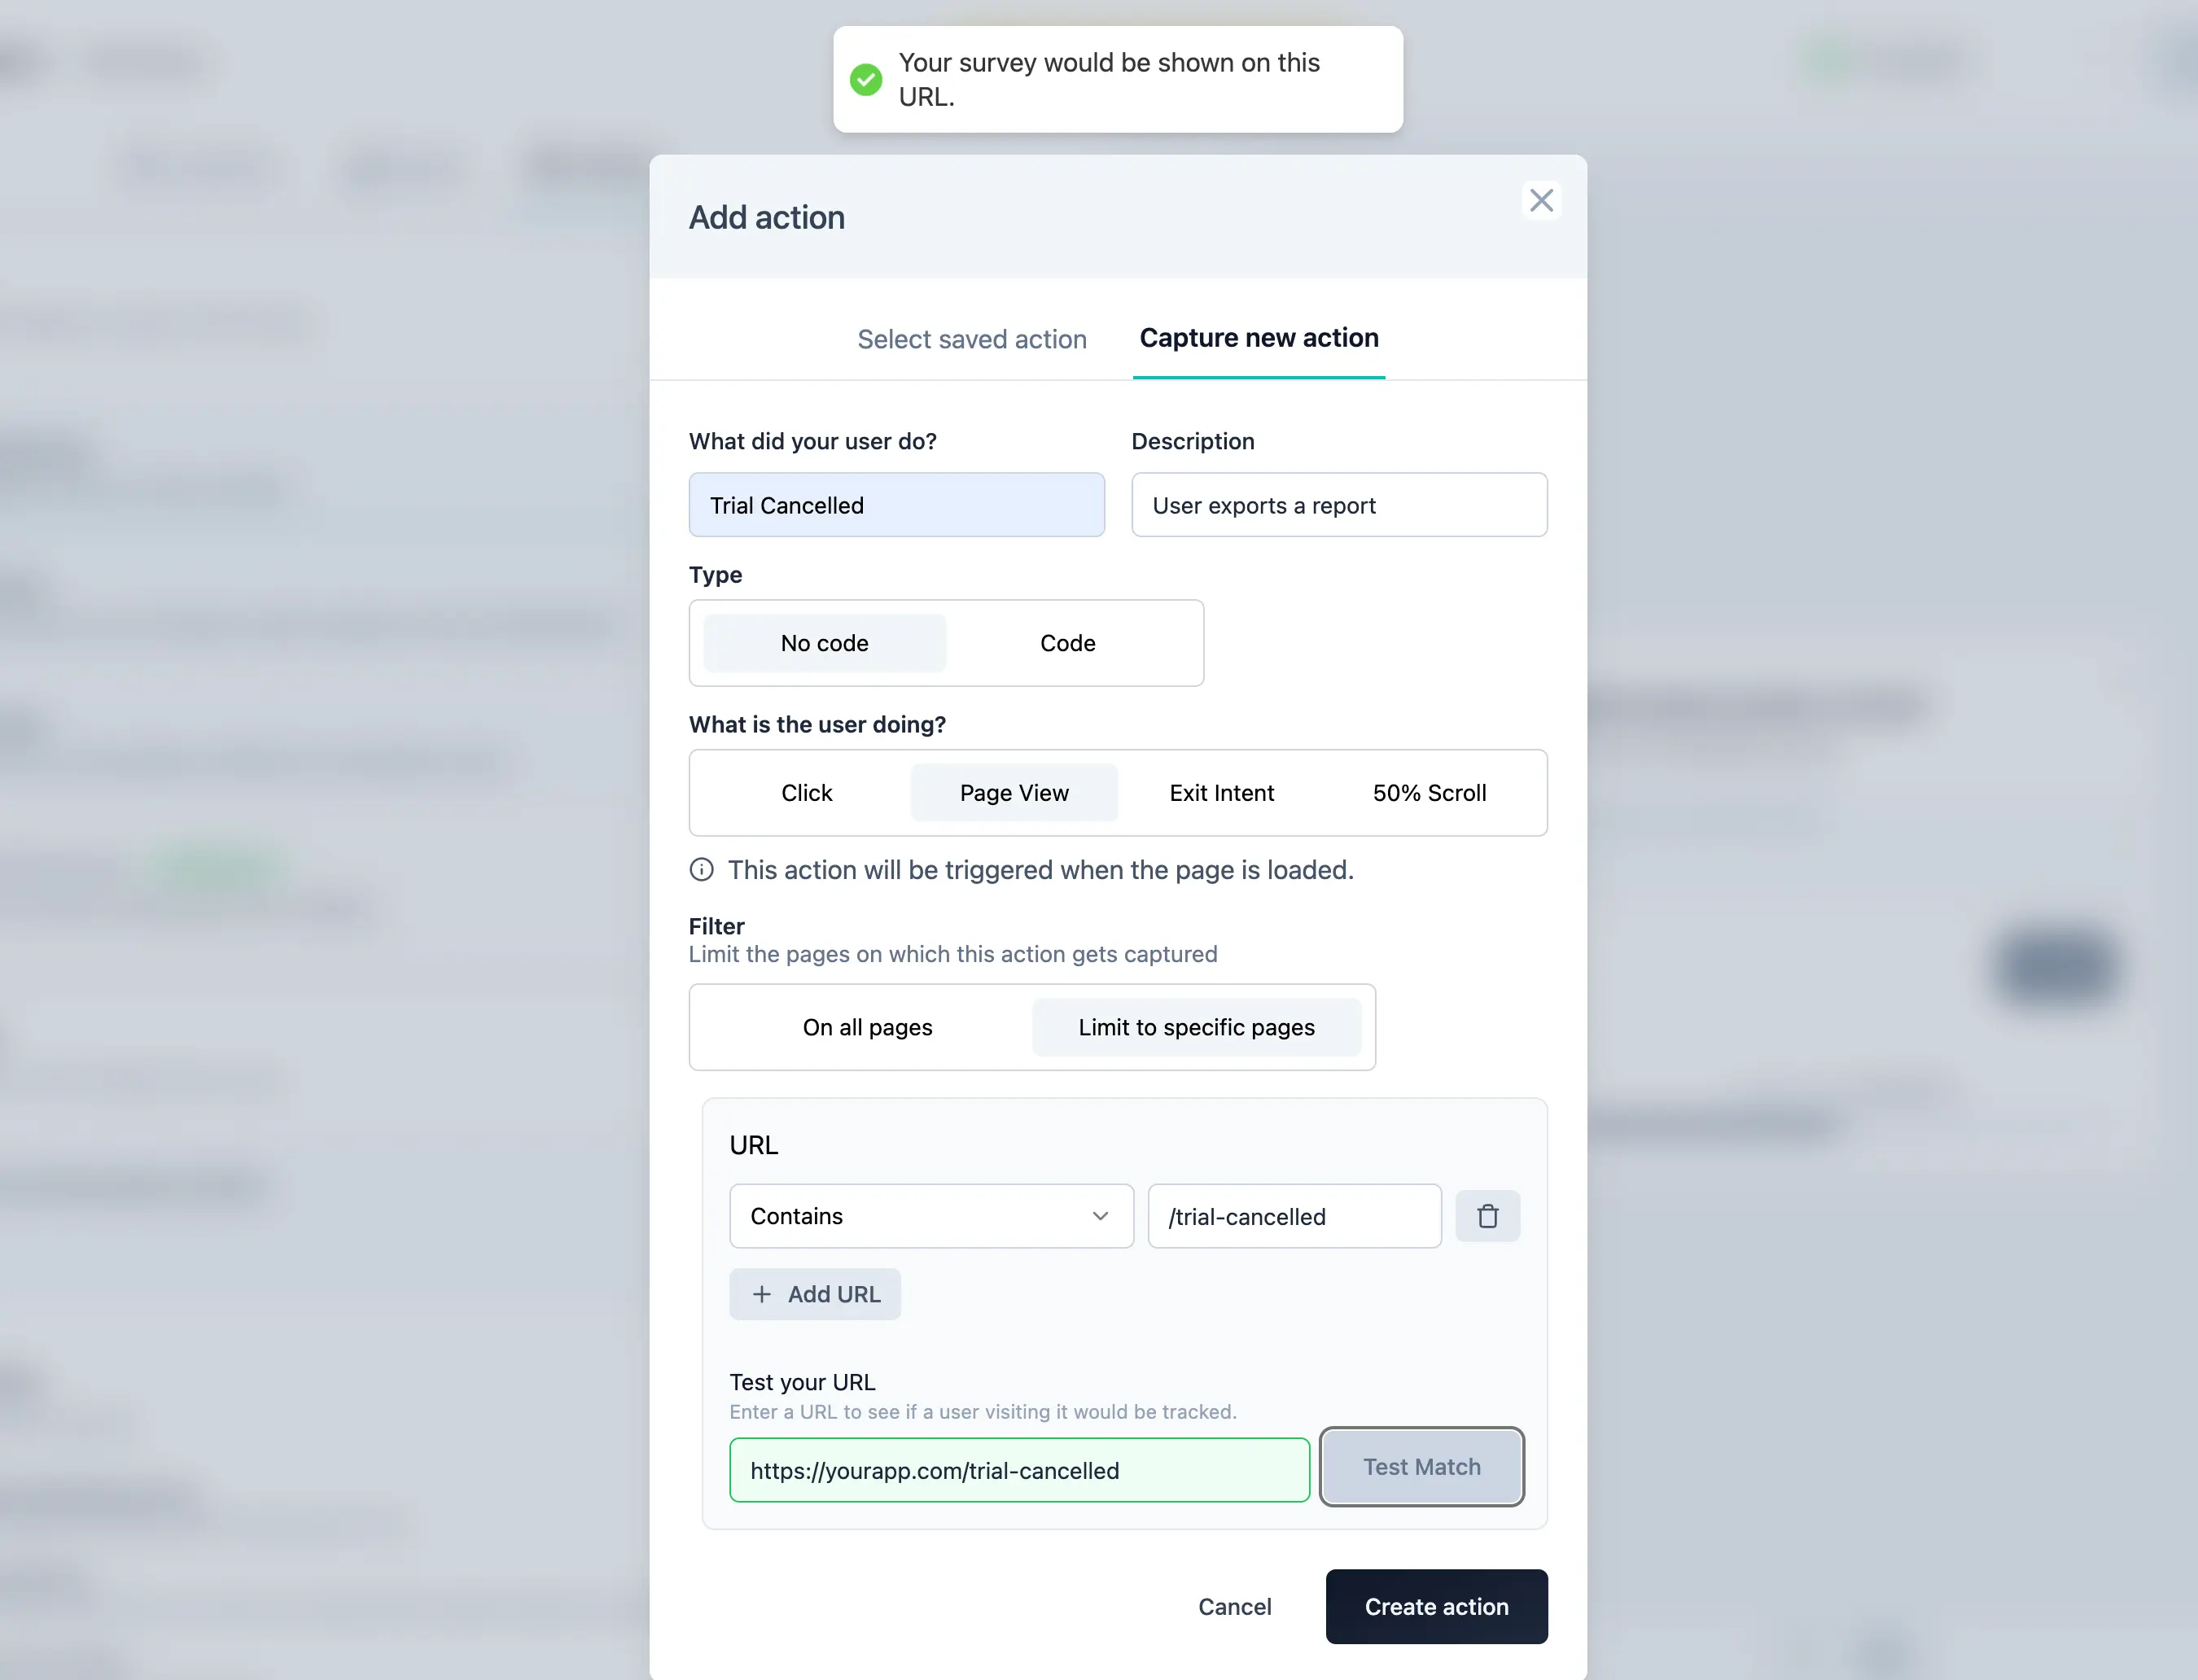 Your survey would be shown on this
URL.
Add action
Select saved action
Capture new action
What did your user do?
Description
Trial Cancelled
User exports a report
Type
No code
Code
What is the user doing?
Click
Page View
Exit Intent
50% Scroll
This action will be triggered when the page is loaded.
Filter
Limit the pages on which this action gets captured
On all pages
Limit to specific pages
URL
Contains
/trial-cancelled
Add URL
Test your URL
Enter a URL to see if a user visiting it would be tracked.
https://yourapp.com/trial-cancelled
Test Match
Cancel
Create action